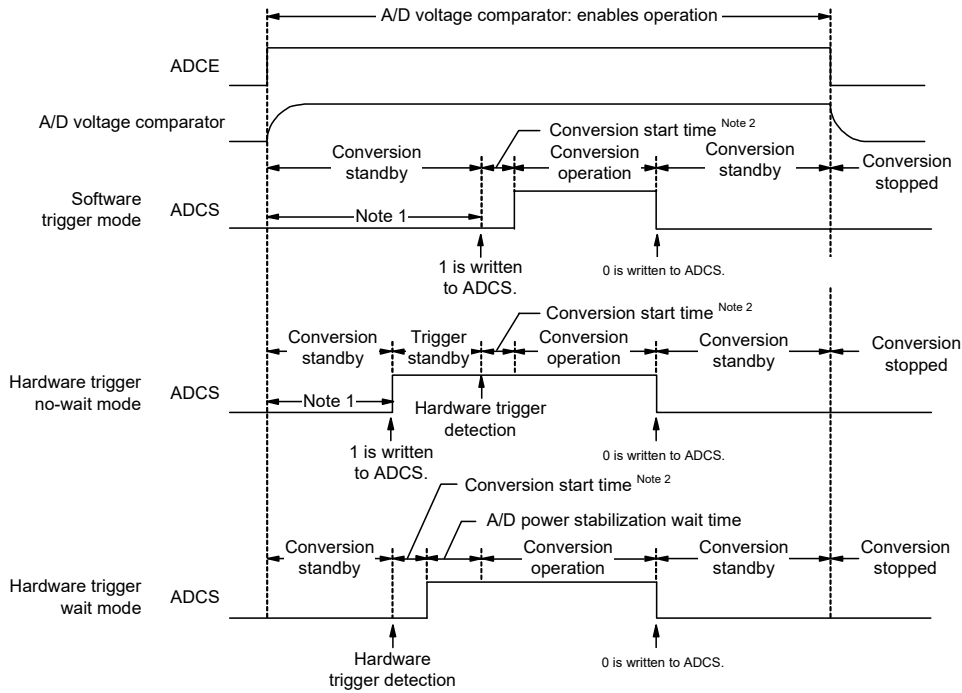 A/D voltage comparator: enables operation
ADCE
A/D voltage comparator
Conversion start time Note 2
Conversion
standby
Conversion
operation
Conversion
standby
Conversion
stopped
Software
trigger mode
ADCS
Note 1
1 is written
to ADCS.
0 is written to ADCS.
Conversion start time Note 2
Conversion
standby
Trigger
standby
Conversion
operation
Conversion
standby
Conversion
stopped
Hardware trigger
no-wait mode
ADCS
Note 1
Hardware trigger
detection
1 is written
to ADCS.
0 is written to ADCS.
Conversion start time Note 2
A/D power stabilization wait time
Conversion
standby
Conversion
operation
Conversion
standby
Conversion
stopped
Hardware trigger
wait mode
ADCS
Hardware
trigger detection
0 is written to ADCS.